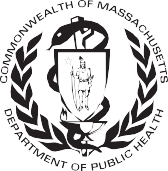 COMMONWEALTH OF MASSACHUSETTS
DEPARTMENT OF PUBLIC HEALTH